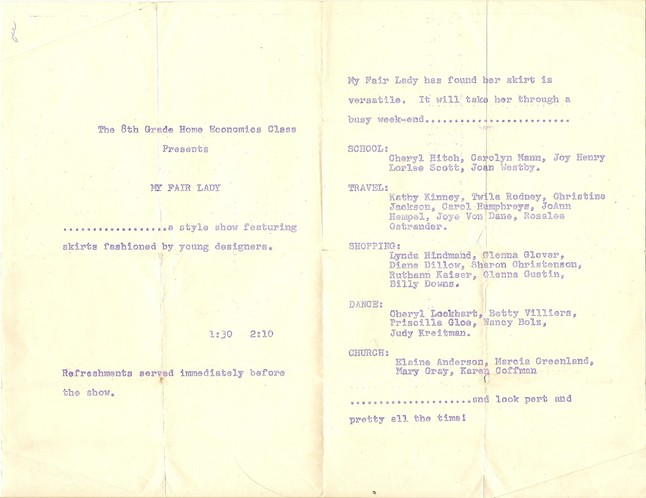 The 8th Grade Home Economics Class
Presents
MY FAIR LADY
..................a style show featuring
skirts fashioned by young designers.
1:30 2:10
Refreshments served immediately before
the show.
My Fair Lady has found her skirt is
versatile. It will take her through a
busy week-end.........................
SCHOOL:
Cheryl Hitch, Carolyn Mann, Joy Henry
Lorlee Scott, Joan Westby.
TRAVEL:
Kathy Kinney, Twila Rodney, Christine
Jackson, Carol Humphreys, JoAnn
Hempel, Joye Von Dane, Rosalee
Ostrander.
SHOPPING:
Lynda Hindmand, Glenna Glover,
Diane Dillow, Sharon Christenson,
Ruthann Kaiser, Glenna Gustin,
Billy Downs.
DANCE:
Cheryl Lockhart, Betty Villiers,
Priscilla Gloe, Nancy Bolz,
Judy Kreitman.
CHURCH:
Elaine Anderson, Marcia Greenland,
Mary Gray, Karen Coffman
.....................and look pert and
pretty all the time!